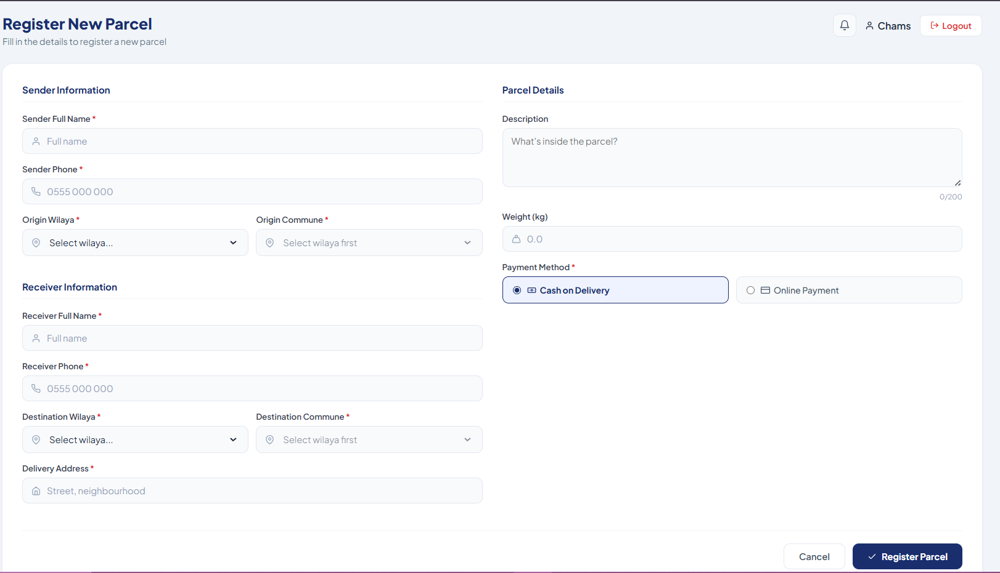 Register New Parcel
Fill in the details to register a new parcel
Chams
Logout
Sender Information
Sender Full Name *
Full name
Sender Phone *
0555 000 000
Origin Wilaya *
Origin Commune *
Select wilaya...
Select wilaya first
Receiver Information
Receiver Full Name *
Full name
Receiver Phone *
0555 000 000
Destination Wilaya *
Destination Commune *
Select wilaya...
Select wilaya first
Delivery Address *
Street, neighbourhood
Parcel Details
Description
What's inside the parcel?
0/200
Weight (kg)
0.0
Payment Method *
Cash on Delivery
Online Payment
Cancel
Register Parcel